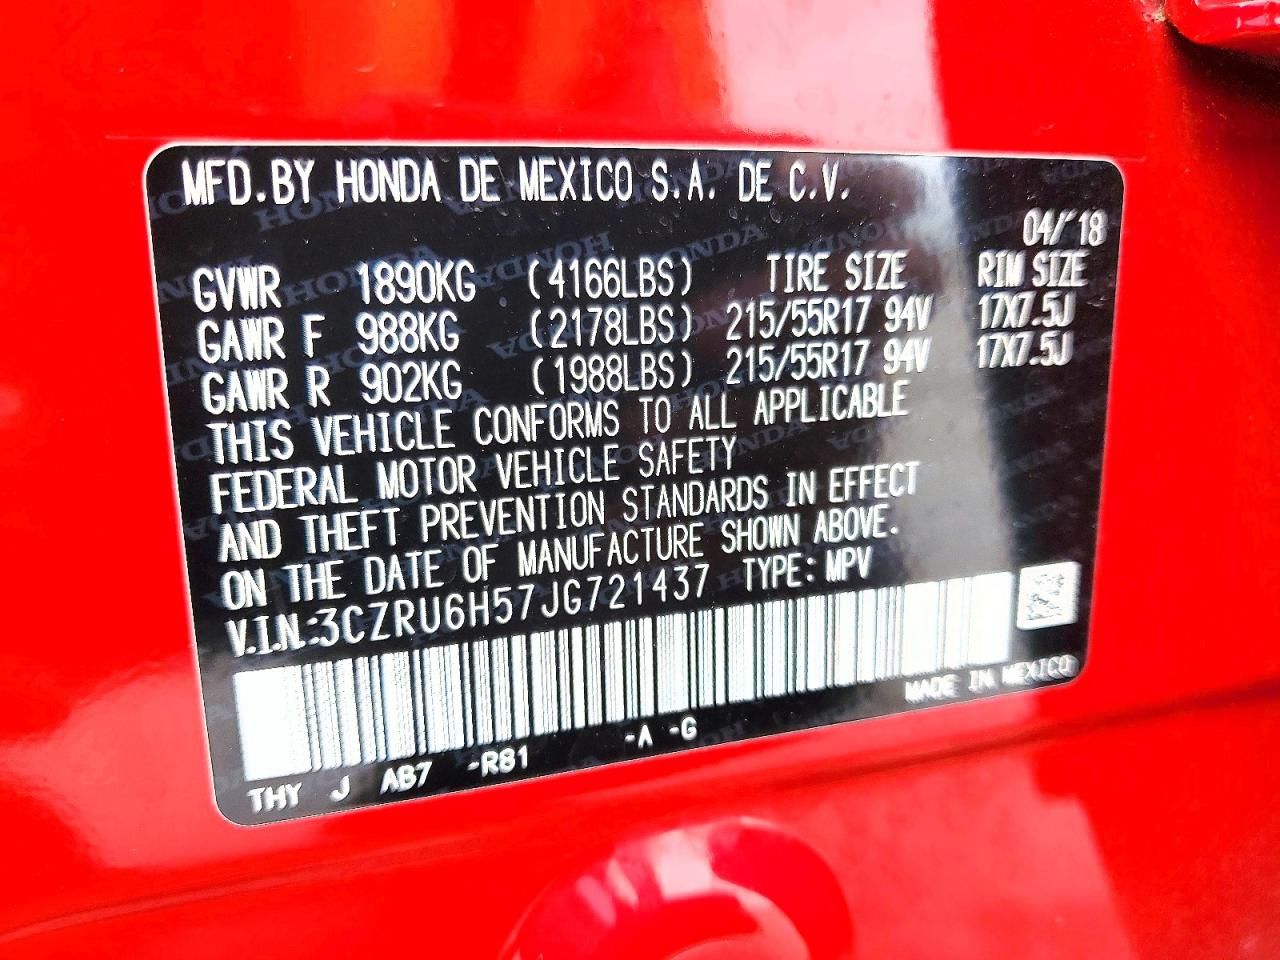 MFD.BY HONDA DE MEXICO S.A. DE C.V.
04/'18
GVWR 1890KG (4166LBS) TIRE SIZE RIM SIZE
GAWR F 988KG (2178LBS) 215/55R17 94V 17X7.5J
GAWR R 902KG (1988LBS) 215/55R17 94V 17X7.5J
THIS VEHICLE CONFORMS TO ALL APPLICABLE
FEDERAL MOTOR VEHICLE SAFETY
AND THEFT PREVENTION STANDARDS IN EFFECT
ON THE DATE OF MANUFACTURE SHOWN ABOVE.
V.I.N.:3CZRU6H57JG721437 TYPE: MPV
MADE IN MEXICO
THY J AB7 -R81 -A -G